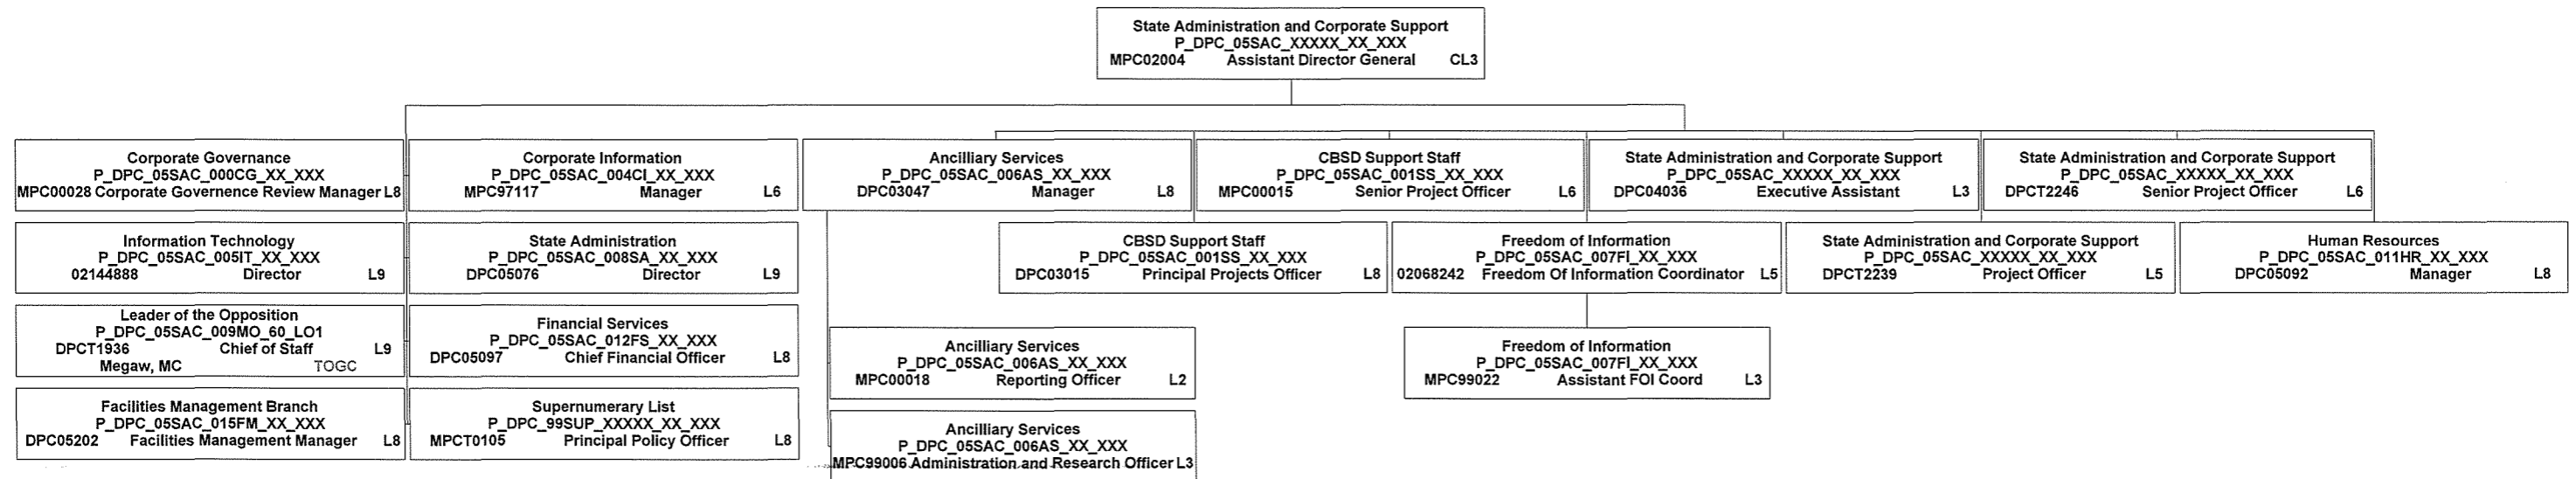 State Administration and Corporate Support
P_DPC_05SAC_XXXXX_XX_XXX
MPC02004 Assistant Director General CL3
Corporate Governance
P_DPC_05SAC_000CG_XX_XXX
MPC00028 Corporate Governence Review Manager L8
Corporate Information
P_DPC_05SAC_004CI_XX_XXX
MPC97117 Manager L6
Ancilliary Services
P_DPC_05SAC_006AS_XX_XXX
DPC03047 Manager L8
CBSD Support Staff
P_DPC_05SAC_001SS_XX_XXX
MPC00015 Senior Project Officer L6
State Administration and Corporate Support
P_DPC_05SAC_XXXXX_XX_XXX
DPC04036 Executive Assistant L3
State Administration and Corporate Support
P_DPC_05SAC_XXXXX_XX_XXX
DPCT2246 Senior Project Officer L6
Information Technology
P_DPC_05SAC_005IT_XX_XXX
02144888 Director L9
State Administration
P_DPC_05SAC_008SA_XX_XXX
DPC05076 Director L9
CBSD Support Staff
P_DPC_05SAC_001SS_XX_XXX
DPC03015 Principal Projects Officer L8
Freedom of Information
P_DPC_05SAC_007FI_XX_XXX
02068242 Freedom Of Information Coordinator L5
State Administration and Corporate Support
P_DPC_05SAC_XXXXX_XX_XXX
DPCT2239 Project Officer L5
Human Resources
P_DPC_05SAC_011HR_XX_XXX
DPC05092 Manager L8
Leader of the Opposition
P_DPC_05SAC_009MO_60_LO1
DPCT1936 Chief of Staff L9
Megaw, MC TOGC
Financial Services
P_DPC_05SAC_012FS_XX_XXX
DPC05097 Chief Financial Officer L8
Ancilliary Services
P_DPC_05SAC_006AS_XX_XXX
MPC00018 Reporting Officer L2
Freedom of Information
P_DPC_05SAC_007FI_XX_XXX
MPC99022 Assistant FOI Coord L3
Facilities Management Branch
P_DPC_05SAC_015FM_XX_XXX
DPC05202 Facilities Management Manager L8
Supernumerary List
P_DPC_99SUP_XXXXX_XX_XXX
MPCT0105 Principal Policy Officer L8
Ancilliary Services
P_DPC_05SAC_006AS_XX_XXX
MPC99006 Administration and Research Officer L3